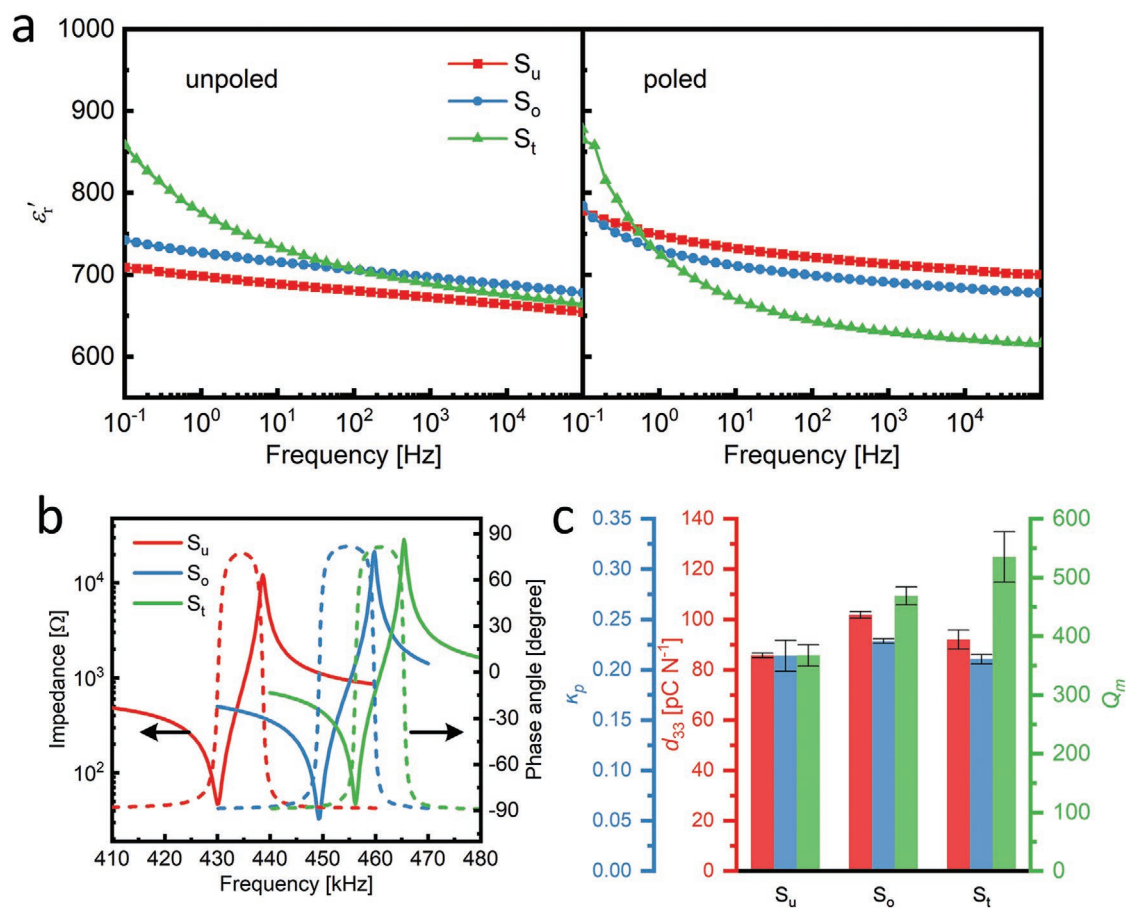 a
unpoled
poled
S_u
S_o
S_t
1000
900
800
700
600
ε_r′
10^-1 10^0 10^1 10^2 10^3 10^4 10^-1 10^0 10^1 10^2 10^3 10^4
Frequency [Hz] Frequency [Hz]
b
S_u
S_o
S_t
10^4
10^3
10^2
Impedance [Ω]
90
60
30
0
-30
-60
-90
Phase angle [degree]
410 420 430 440 450 460 470 480
Frequency [kHz]
c
0.35
0.30
0.25
0.20
0.15
0.10
0.05
0.00
κ_p
140
120
100
80
60
40
20
0
d_33 [pC N^-1]
600
500
400
300
200
100
0
Q_m
S_u S_o S_t